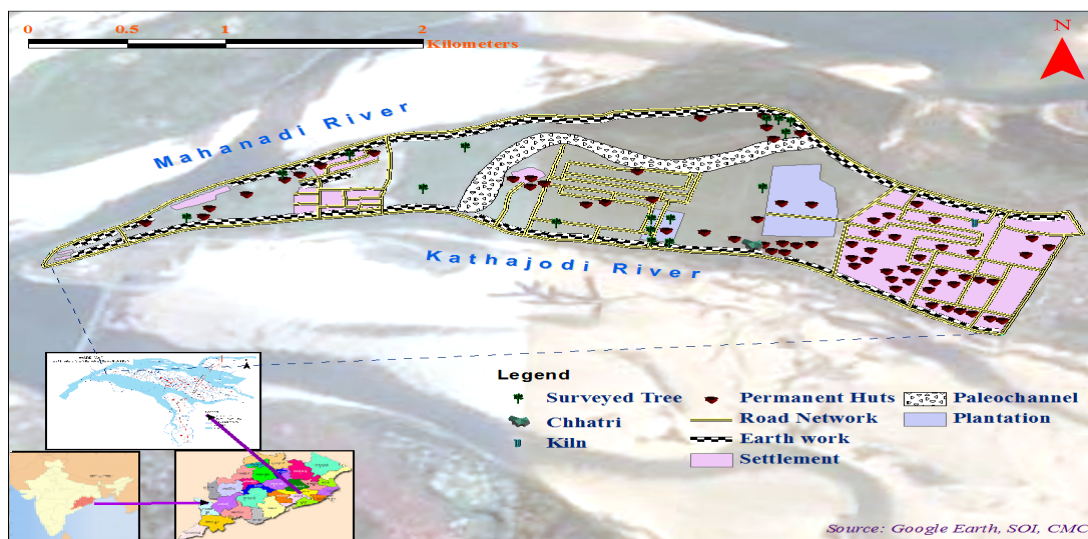 0 0.5 1 2
Kilometers
N
Mahanadi River
Kathajodi River
Legend
Surveyed Tree
Chhatri
Kiln
Permanent Huts
Road Network
Earth work
Settlement
Paleochannel
Plantation
Source: Google Earth, SOI, CMC